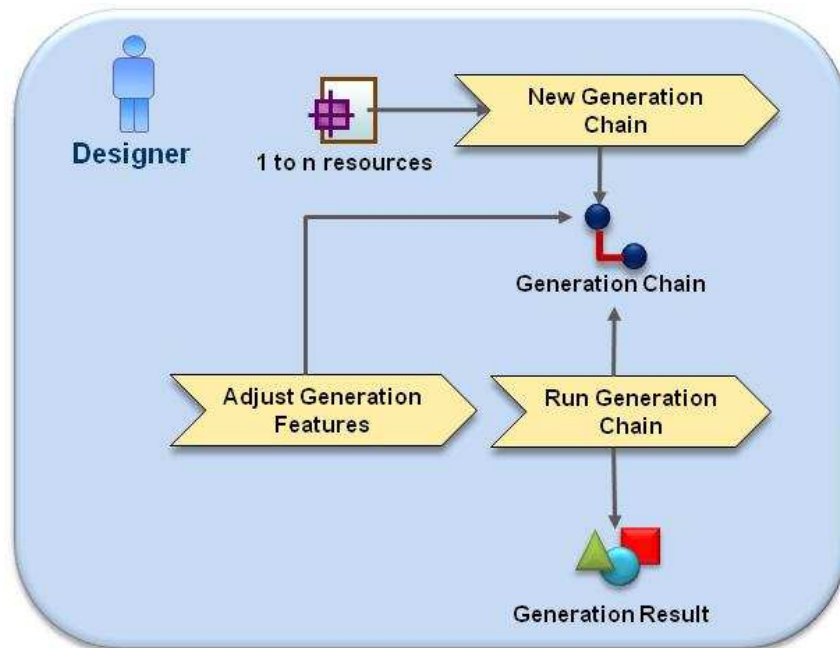 Designer
1 to n resources
New Generation
Chain
Generation Chain
Adjust Generation
Features
Run Generation
Chain
Generation Result